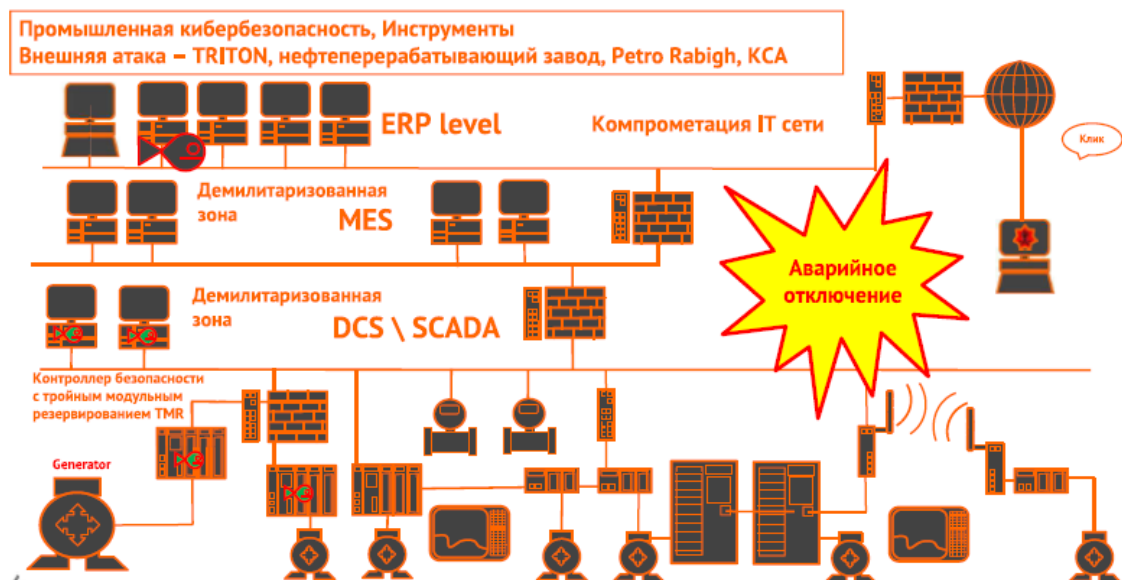 Промышленная кибербезопасность, Инструменты
Внешняя атака – TRITON, нефтеперерабатывающий завод, Petro Rabigh, КСА
ERP level
Компрометация IT сети
Клик
Демилитаризованная
зона
MES
Аварийное
отключение
Демилитаризованная
зона
DCS \ SCADA
Контроллер безопасности
с тройным модульным
резервированием TMR
Generator